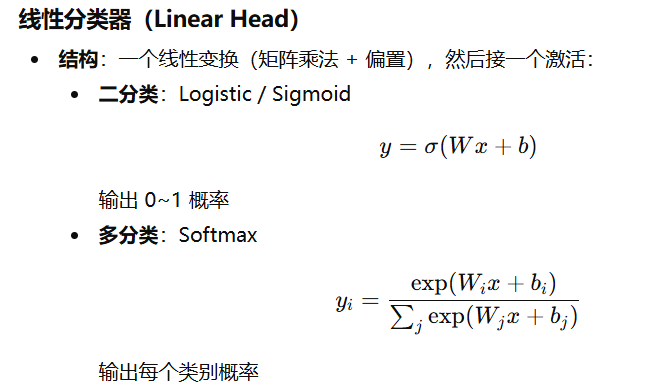 线性分类器（Linear Head）
• 结构：一个线性变换（矩阵乘法 + 偏置），然后接一个激活：
• 二分类：Logistic / Sigmoid
y = σ(Wx + b)
输出 0~1 概率
• 多分类：Softmax
y_i = exp(W_i x + b_i) / ∑_j exp(W_j x + b_j)
输出每个类别概率